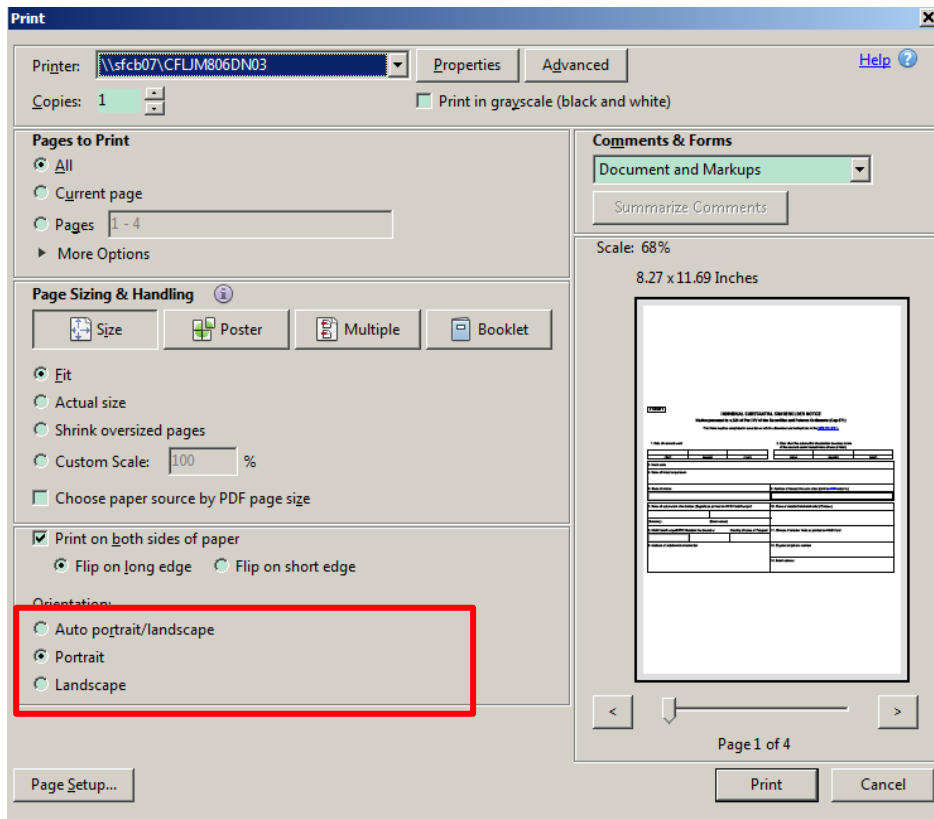 Print
Printer: \\sfcb07\CFLJM806DN03 Properties Advanced Help
Copies: 1 Print in grayscale (black and white)
Pages to Print
All
Current page
Pages 1 - 4
More Options
Comments & Forms
Document and Markups
Summarize Comments
Scale: 68%
8.27 x 11.69 Inches
Page Sizing & Handling
Size Poster Multiple Booklet
Fit
Actual size
Shrink oversized pages
Custom Scale: 100 %
Choose paper source by PDF page size
Print on both sides of paper
Flip on long edge Flip on short edge
Orientation:
Auto portrait/landscape
Portrait
Landscape
INDIVIDUAL SUBSTANTIAL SHAREHOLDER NOTICE
< >
Page 1 of 4
Page Setup... Print Cancel